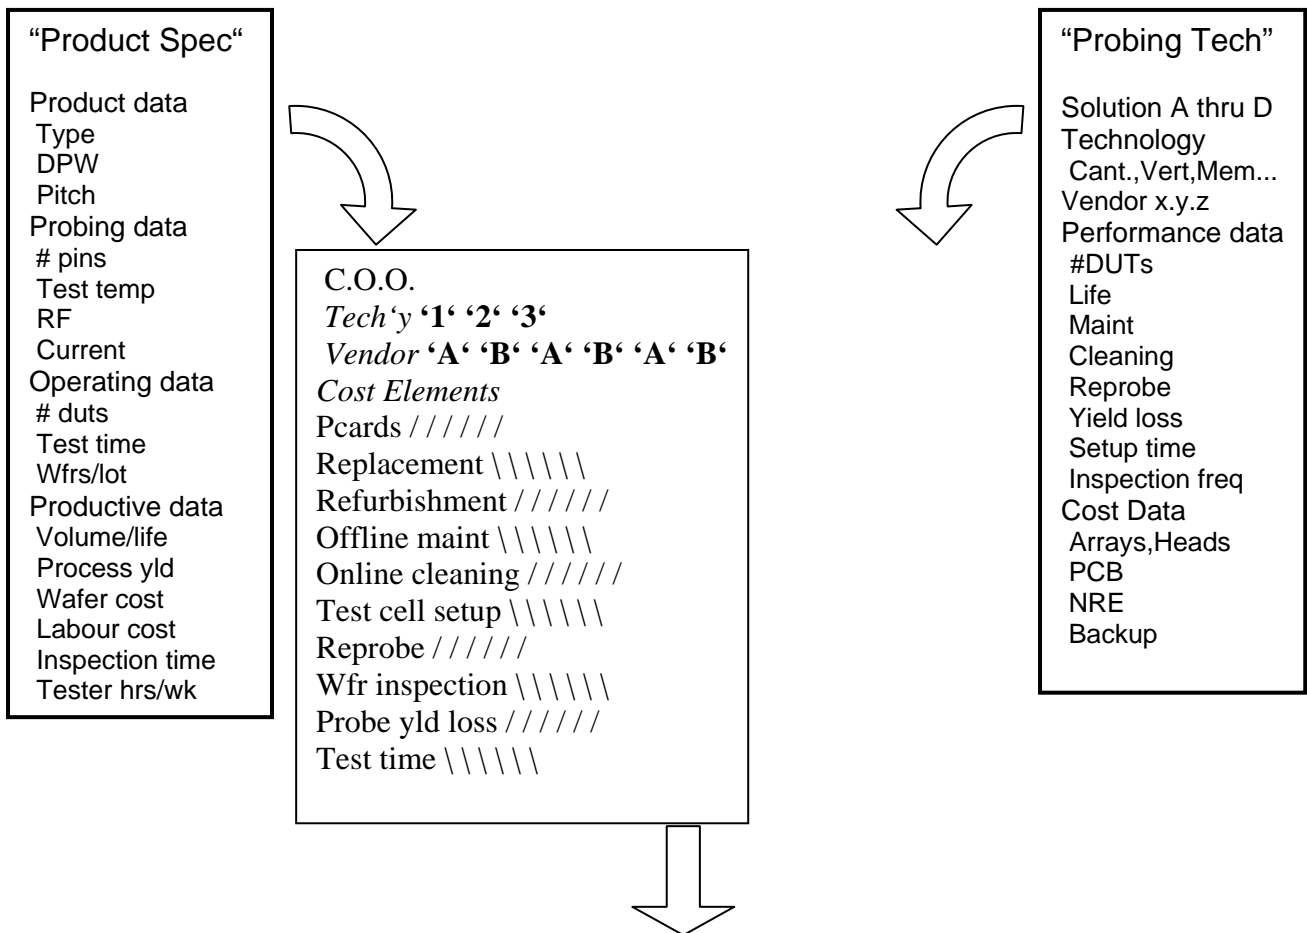 “Product Spec“
Product data
Type
DPW
Pitch
Probing data
# pins
Test temp
RF
Current
Operating data
# duts
Test time
Wfrs/lot
Productive data
Volume/life
Process yld
Wafer cost
Labour cost
Inspection time
Tester hrs/wk
C.O.O.
Tech‘y ‘1‘ ‘2‘ ‘3‘
Vendor ‘A‘ ‘B‘ ‘A‘ ‘B‘ ‘A‘ ‘B‘
Cost Elements
Pcards / / / / / /
Replacement \ \ \ \ \ \
Refurbishment / / / / / /
Offline maint \ \ \ \ \ \
Online cleaning / / / / / /
Test cell setup \ \ \ \ \ \
Reprobe / / / / / /
Wfr inspection \ \ \ \ \ \
Probe yld loss / / / / / /
Test time \ \ \ \ \ \
“Probing Tech”
Solution A thru D
Technology
Cant.,Vert,Mem...
Vendor x.y.z
Performance data
#DUTs
Life
Maint
Cleaning
Reprobe
Yield loss
Setup time
Inspection freq
Cost Data
Arrays,Heads
PCB
NRE
Backup